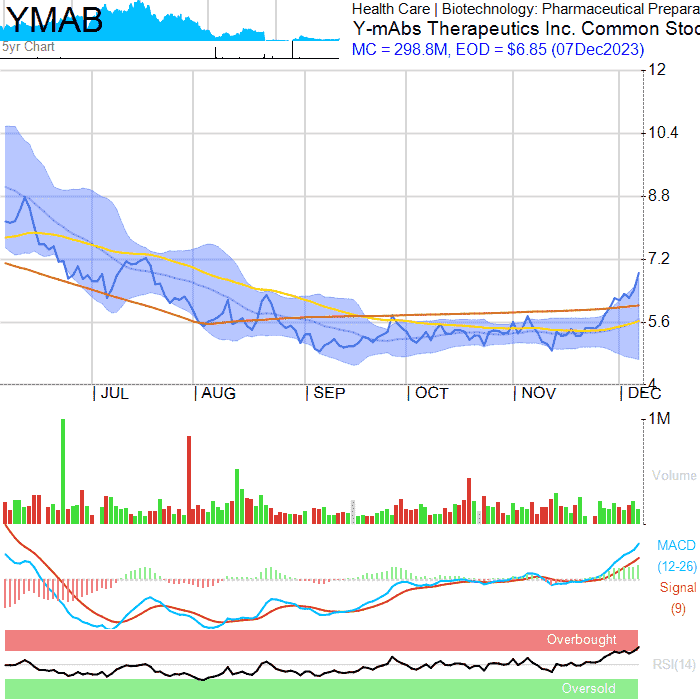 YMAB
5yr Chart
Health Care | Biotechnology: Pharmaceutical Prepara
Y-mAbs Therapeutics Inc. Common Stoc
MC = 298.8M, EOD = $6.85 (07Dec2023)
12
10.4
8.8
7.2
5.6
4
JUL AUG SEP OCT NOV DEC
1M
Volume
MACD
(12-26)
Signal
(9)
Overbought
RSI(14)
Oversold